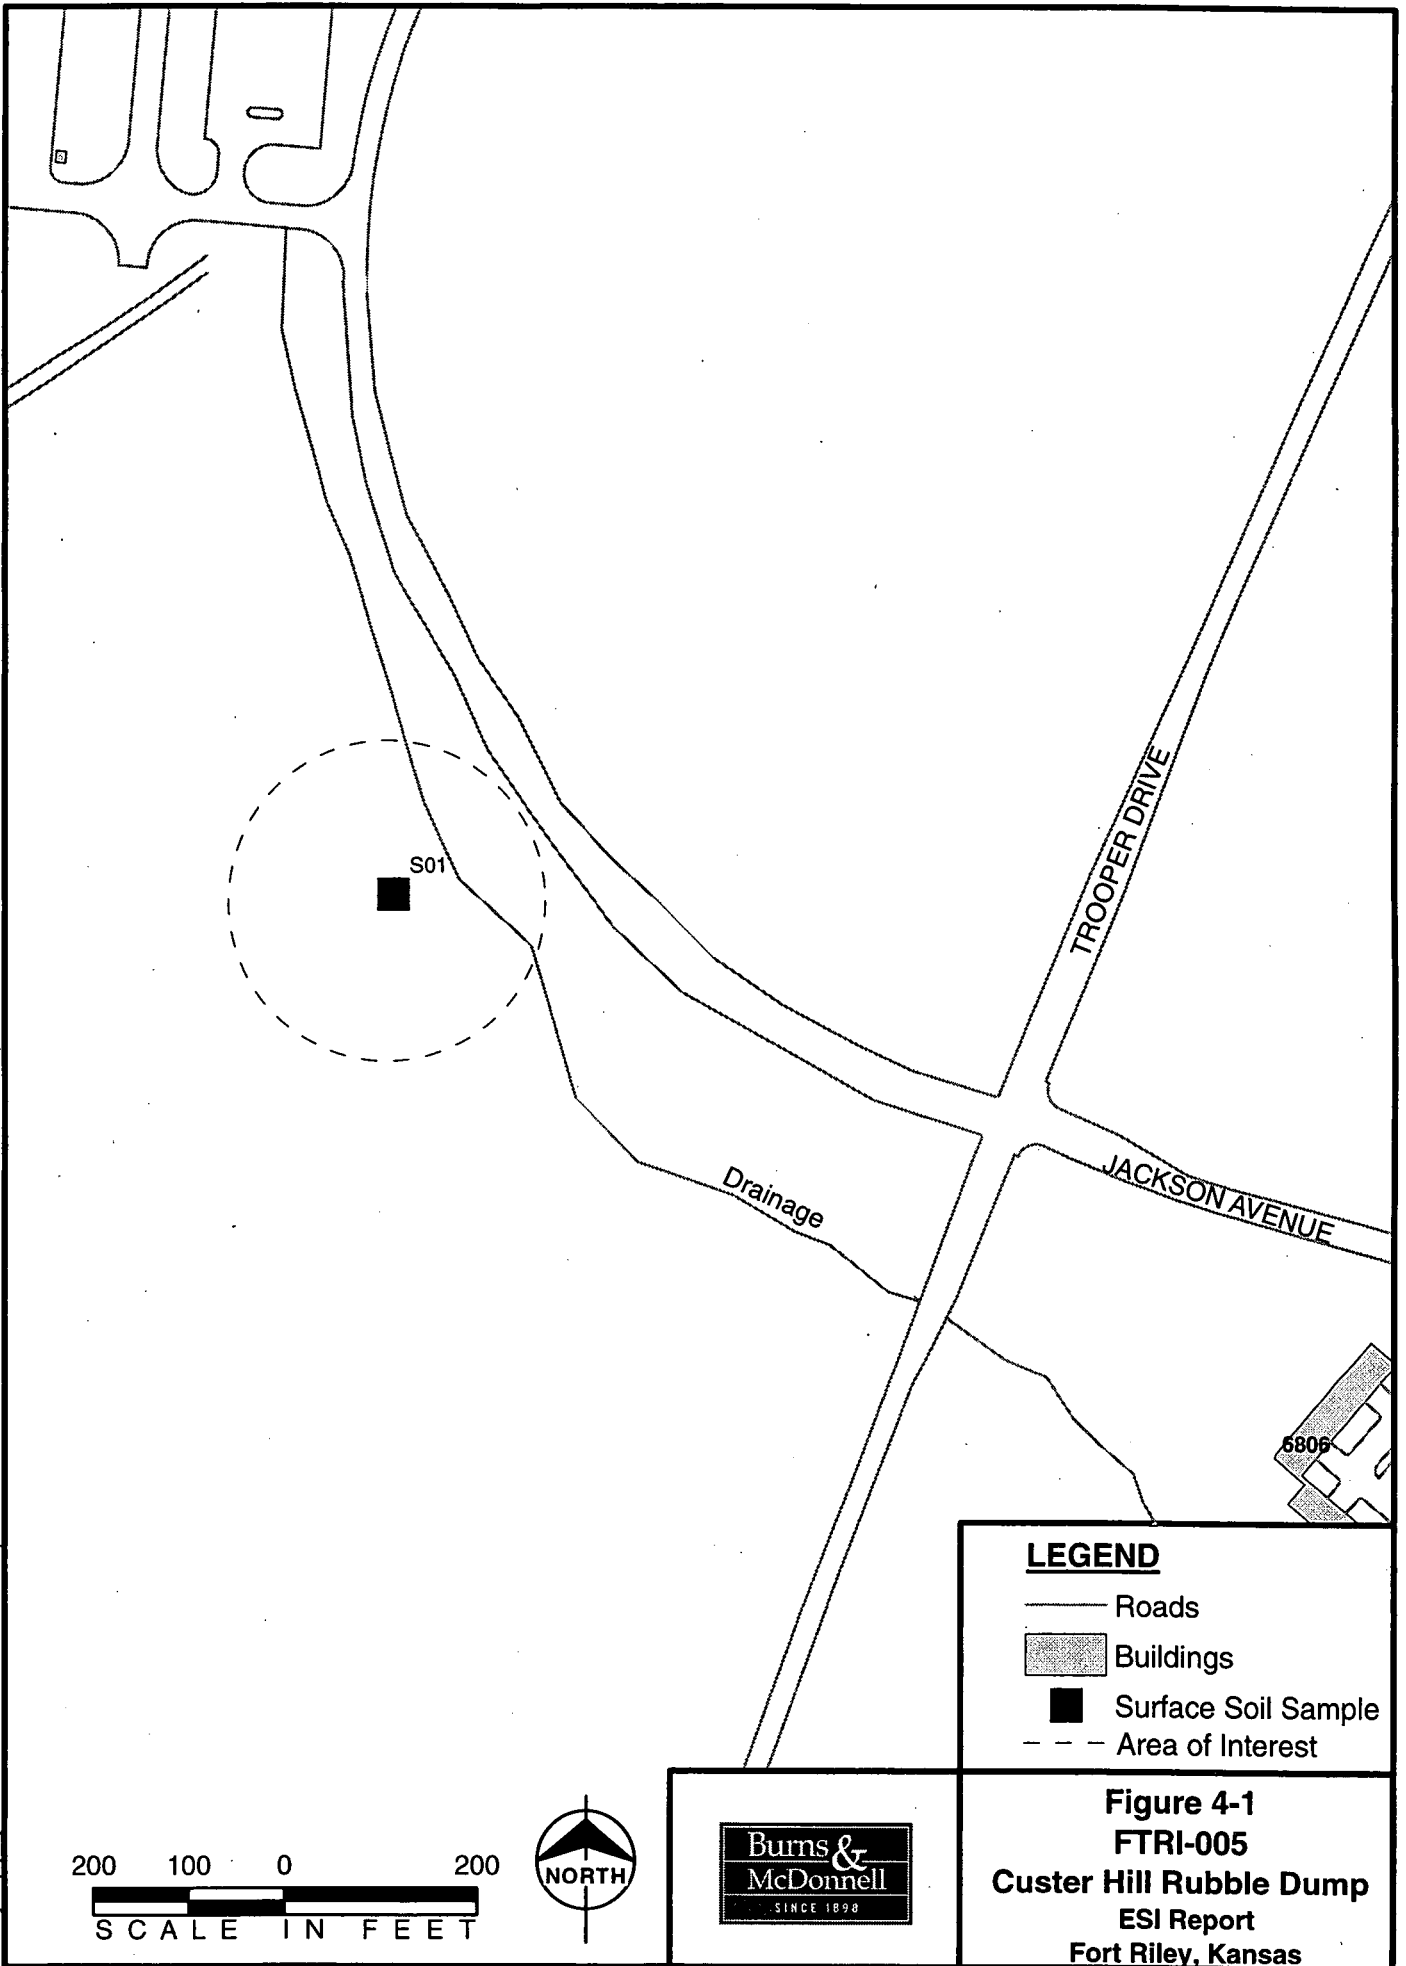 S01
TROOPER DRIVE
JACKSON AVENUE
Drainage
6806
LEGEND
Roads
Buildings
Surface Soil Sample
Area of Interest
200 100 0 200
SCALE IN FEET
NORTH
Burns &
McDonnell
SINCE 1898
Figure 4-1
FTRI-005
Custer Hill Rubble Dump
ESI Report
Fort Riley, Kansas